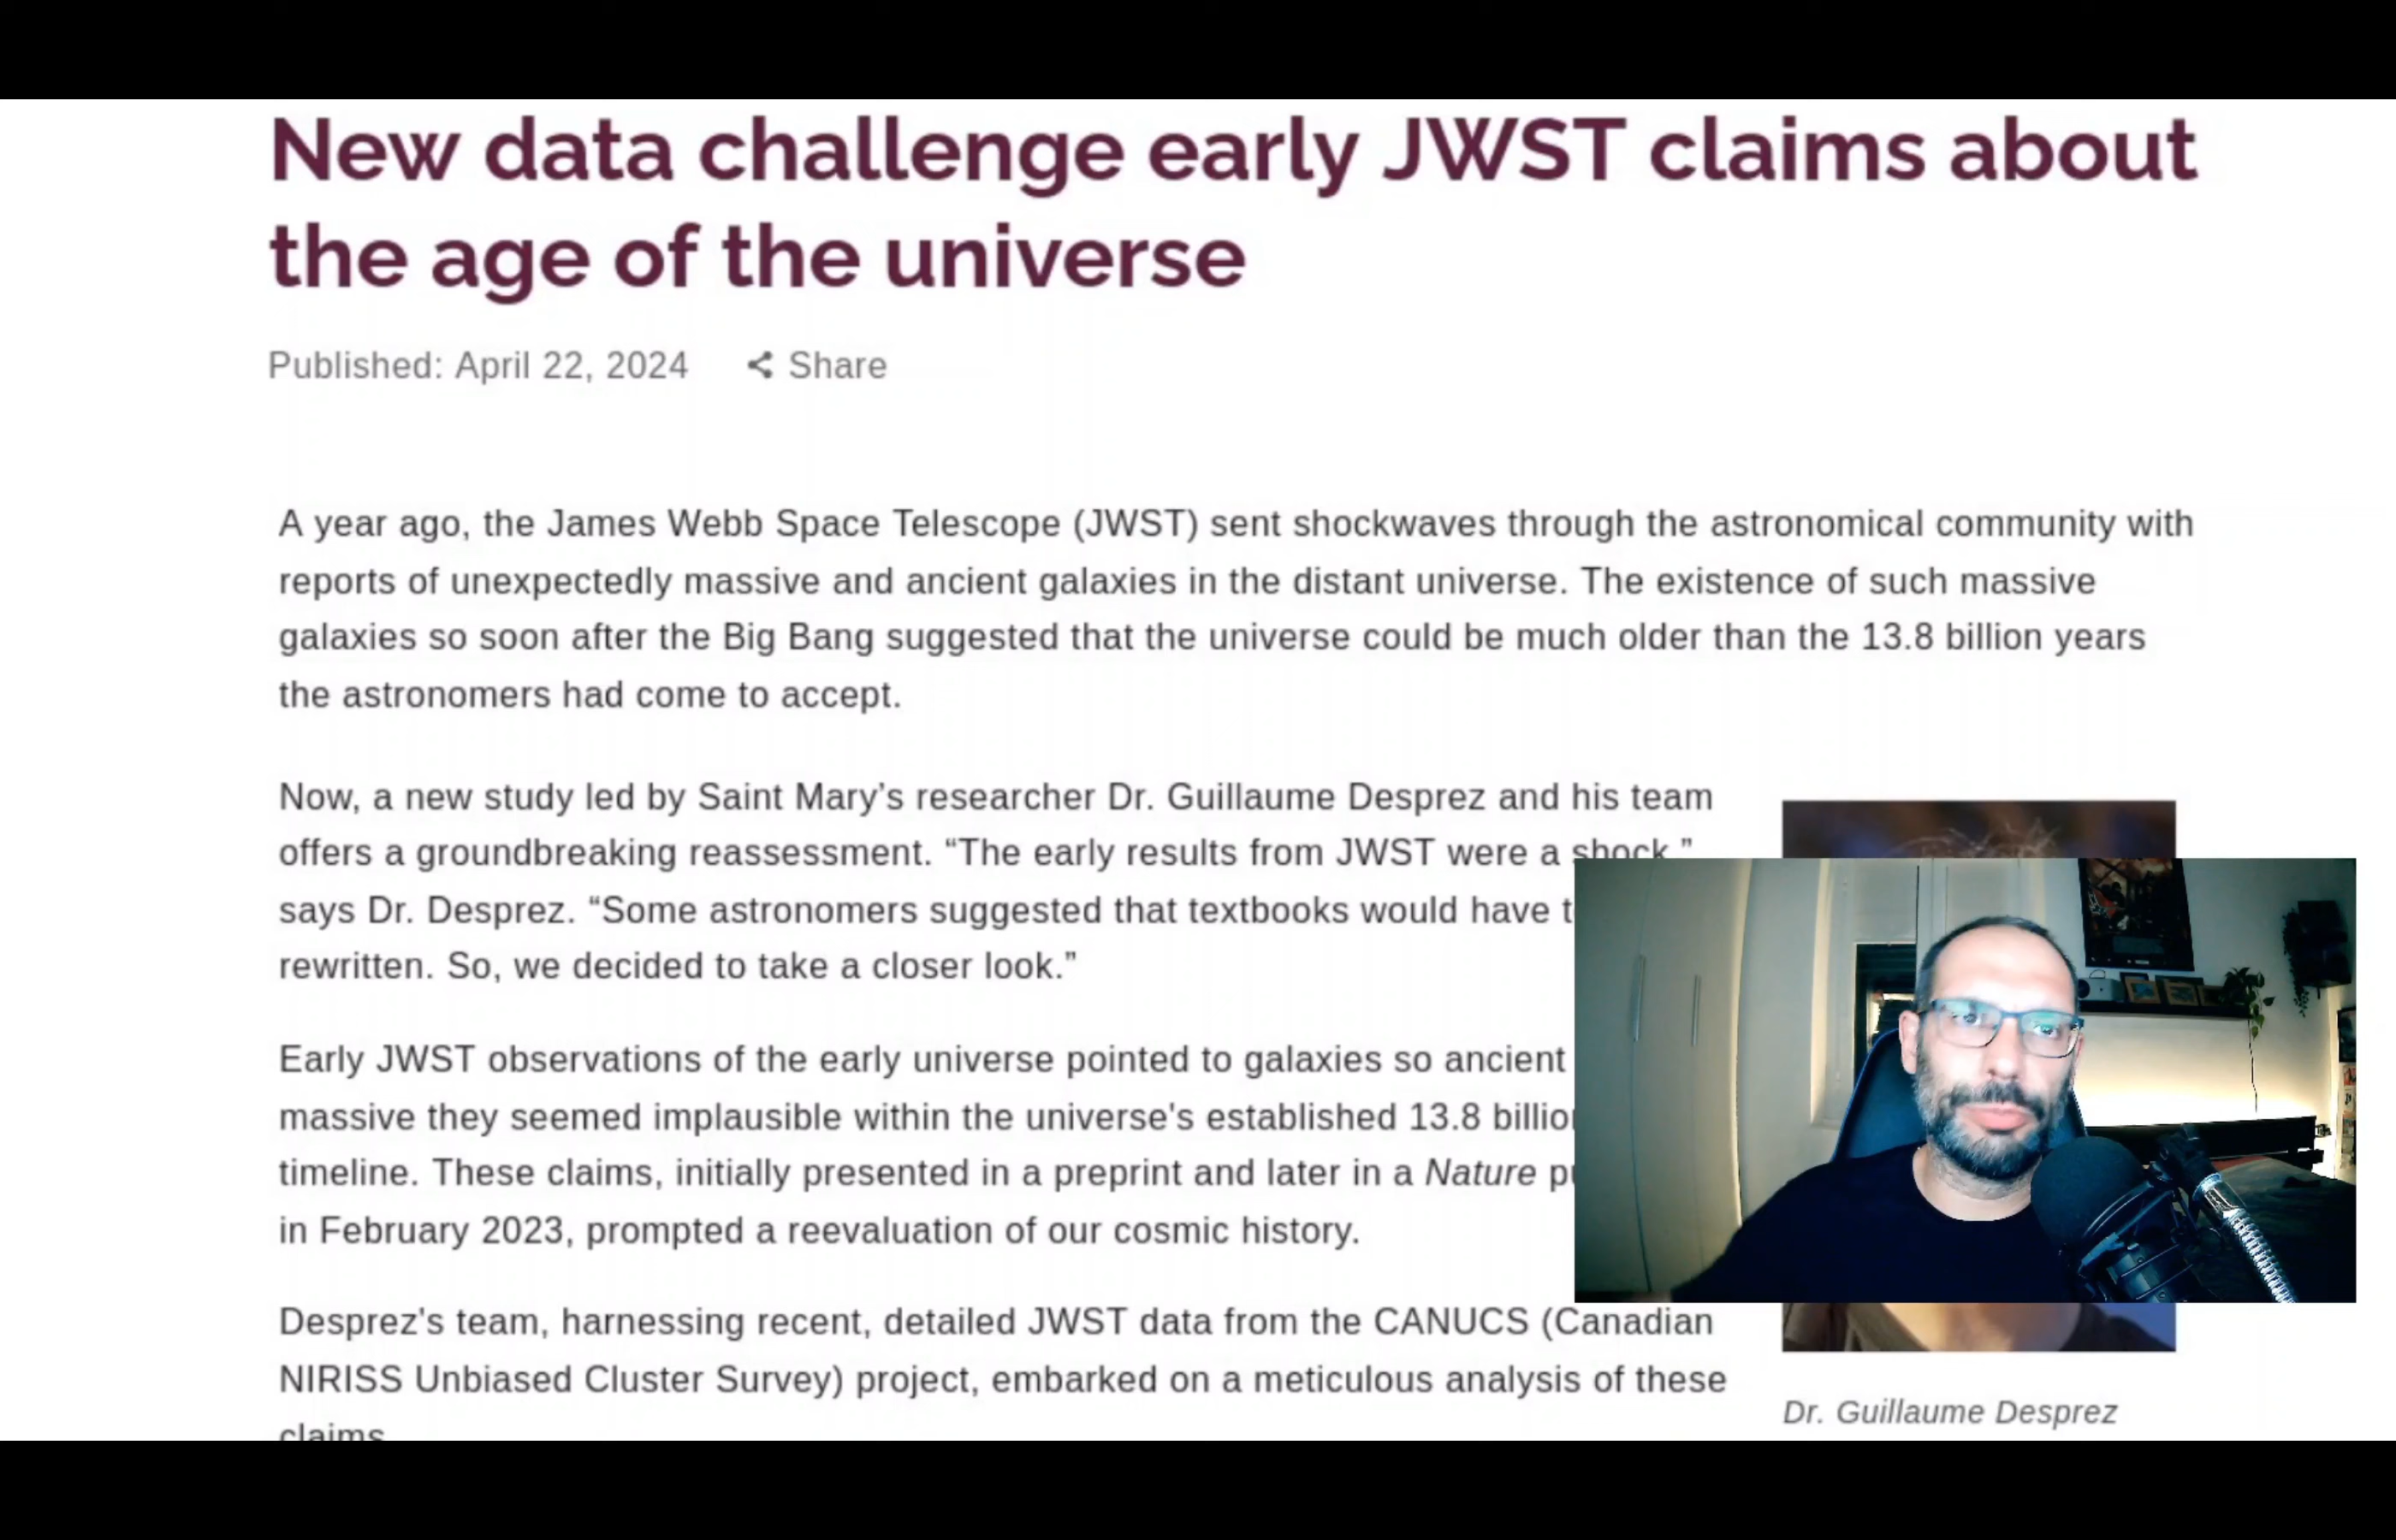 New data challenge early JWST claims about
the age of the universe
Published: April 22, 2024 Share
A year ago, the James Webb Space Telescope (JWST) sent shockwaves through the astronomical community with
reports of unexpectedly massive and ancient galaxies in the distant universe. The existence of such massive
galaxies so soon after the Big Bang suggested that the universe could be much older than the 13.8 billion years
the astronomers had come to accept.
Now, a new study led by Saint Mary’s researcher Dr. Guillaume Desprez and his team
offers a groundbreaking reassessment. “The early results from JWST were a shock,”
says Dr. Desprez. “Some astronomers suggested that textbooks would have
rewritten. So, we decided to take a closer look.”
Early JWST observations of the early universe pointed to galaxies so ancient
massive they seemed implausible within the universe's established 13.8
timeline. These claims, initially presented in a preprint and later in a Nature
in February 2023, prompted a reevaluation of our cosmic history.
Desprez's team, harnessing recent, detailed JWST data from the CANUCS (Canadian
NIRISS Unbiased Cluster Survey) project, embarked on a meticulous analysis of these
claims
Dr. Guillaume Desprez